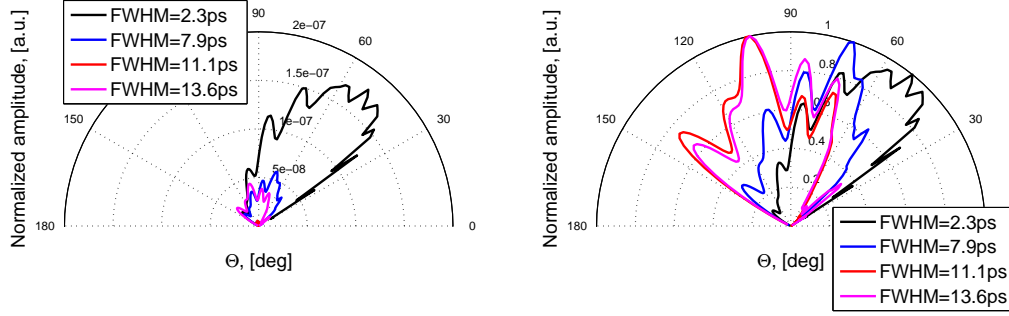 FWHM=2.3ps
FWHM=7.9ps
FWHM=11.1ps
FWHM=13.6ps
90
2e-07
60
1.5e-07
1e-07
5e-08
30
150
180
0
Normalized amplitude, [a.u.]
Θ, [deg]
90
1
120
60
0.8
0.6
0.4
0.2
150
30
180
Normalized amplitude, [a.u.]
Θ, [deg]
FWHM=2.3ps
FWHM=7.9ps
FWHM=11.1ps
FWHM=13.6ps